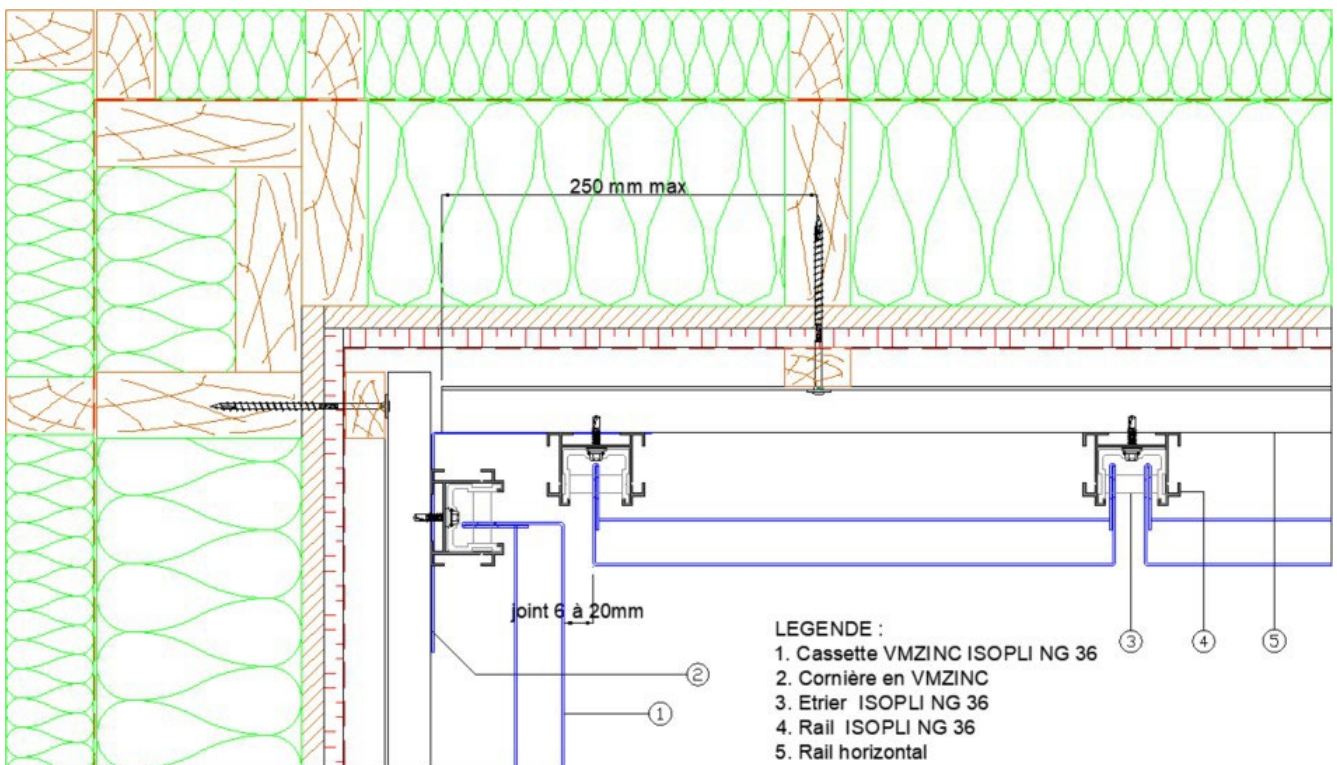 250 mm max
joint 6 à 20mm
LEGENDE :
1. Cassette VMZINC ISOPLI NG 36
2. Cornière en VMZINC
3. Etrier ISOPLI NG 36
4. Rail ISOPLI NG 36
5. Rail horizontal
3
4
5
2
1